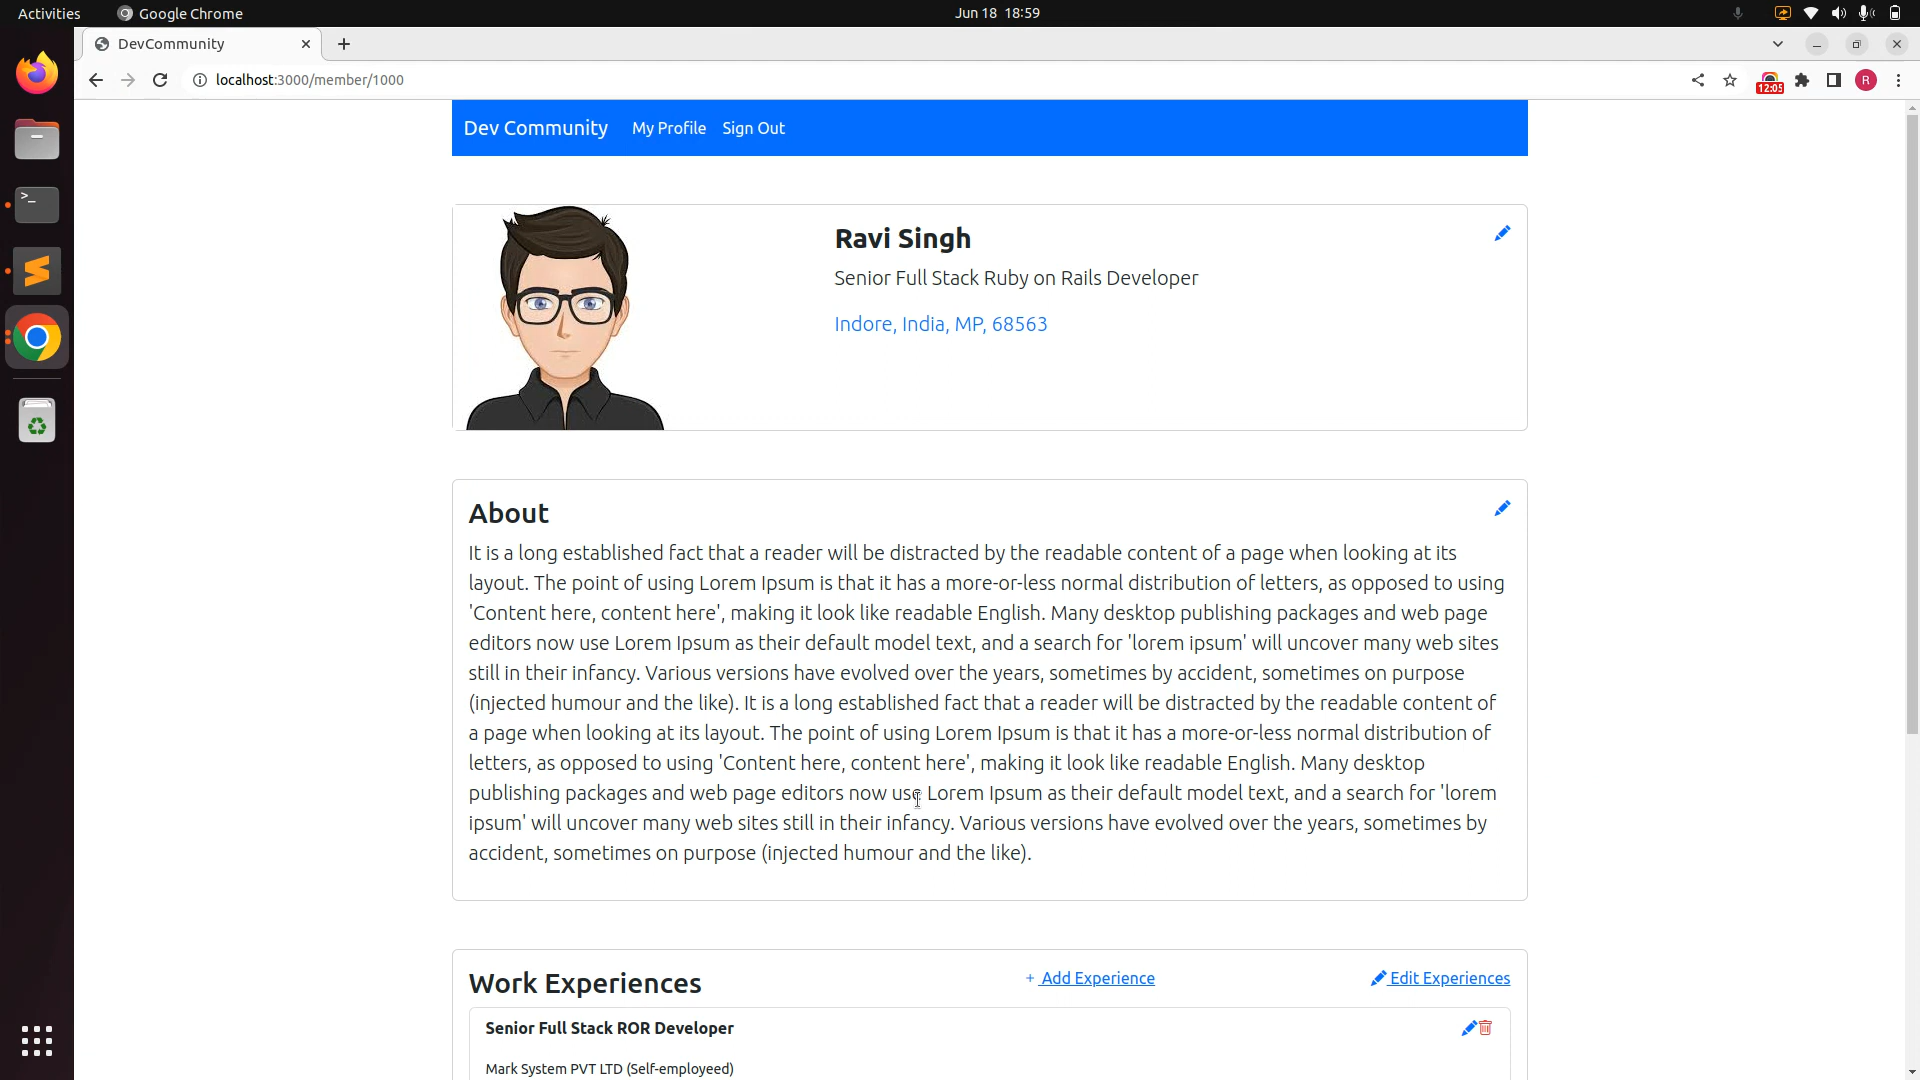 Activities
Google Chrome
Jun 18 18:59
DevCommunity
localhost:3000/member/1000
12:05
R
Dev Community
My Profile
Sign Out
Ravi Singh
Senior Full Stack Ruby on Rails Developer
Indore, India, MP, 68563
About
It is a long established fact that a reader will be distracted by the readable content of a page when looking at its
layout. The point of using Lorem Ipsum is that it has a more-or-less normal distribution of letters, as opposed to using
'Content here, content here', making it look like readable English. Many desktop publishing packages and web page
editors now use Lorem Ipsum as their default model text, and a search for 'lorem ipsum' will uncover many web sites
still in their infancy. Various versions have evolved over the years, sometimes by accident, sometimes on purpose
(injected humour and the like). It is a long established fact that a reader will be distracted by the readable content of
a page when looking at its layout. The point of using Lorem Ipsum is that it has a more-or-less normal distribution of
letters, as opposed to using 'Content here, content here', making it look like readable English. Many desktop
publishing packages and web page editors now use Lorem Ipsum as their default model text, and a search for 'lorem
ipsum' will uncover many web sites still in their infancy. Various versions have evolved over the years, sometimes by
accident, sometimes on purpose (injected humour and the like).
Work Experiences
+ Add Experience
Edit Experiences
Senior Full Stack ROR Developer
Mark System PVT LTD (Self-employeed)